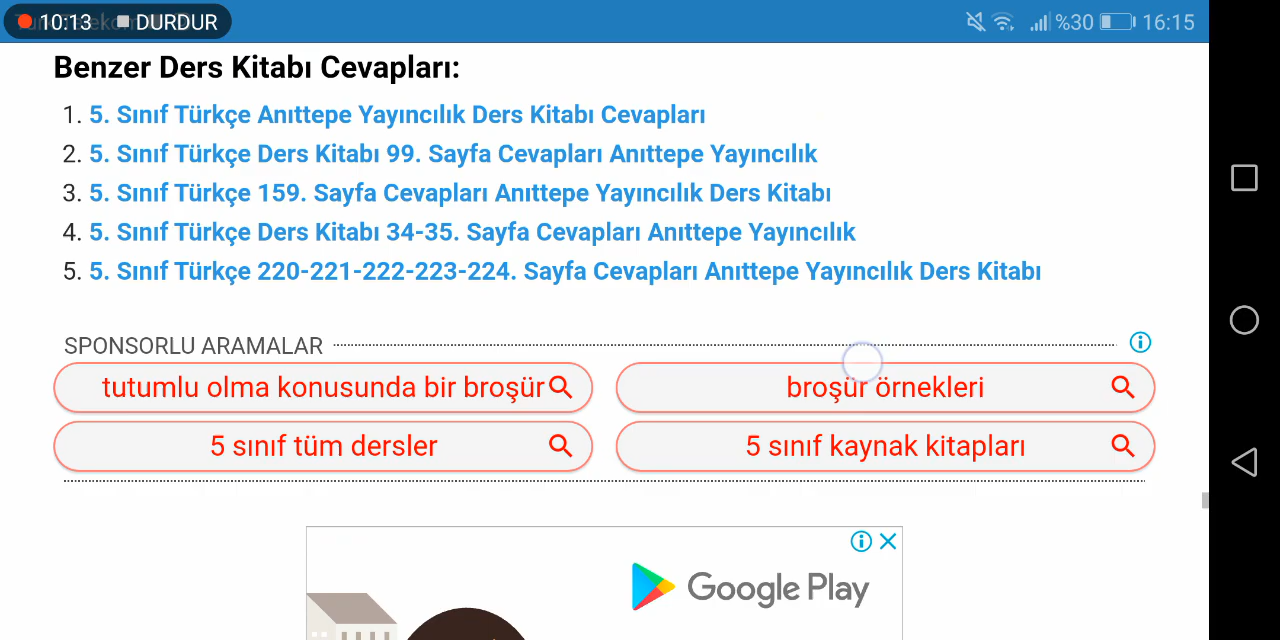 10:13 DURDUR %30 16:15
Benzer Ders Kitabı Cevapları:
1. 5. Sınıf Türkçe Anıttepe Yayıncılık Ders Kitabı Cevapları
2. 5. Sınıf Türkçe Ders Kitabı 99. Sayfa Cevapları Anıttepe Yayıncılık
3. 5. Sınıf Türkçe 159. Sayfa Cevapları Anıttepe Yayıncılık Ders Kitabı
4. 5. Sınıf Türkçe Ders Kitabı 34-35. Sayfa Cevapları Anıttepe Yayıncılık
5. 5. Sınıf Türkçe 220-221-222-223-224. Sayfa Cevapları Anıttepe Yayıncılık Ders Kitabı
SPONSORLU ARAMALAR
tutumlu olma konusunda bir broşür
broşür örnekleri
5 sınıf tüm dersler
5 sınıf kaynak kitapları
Google Play